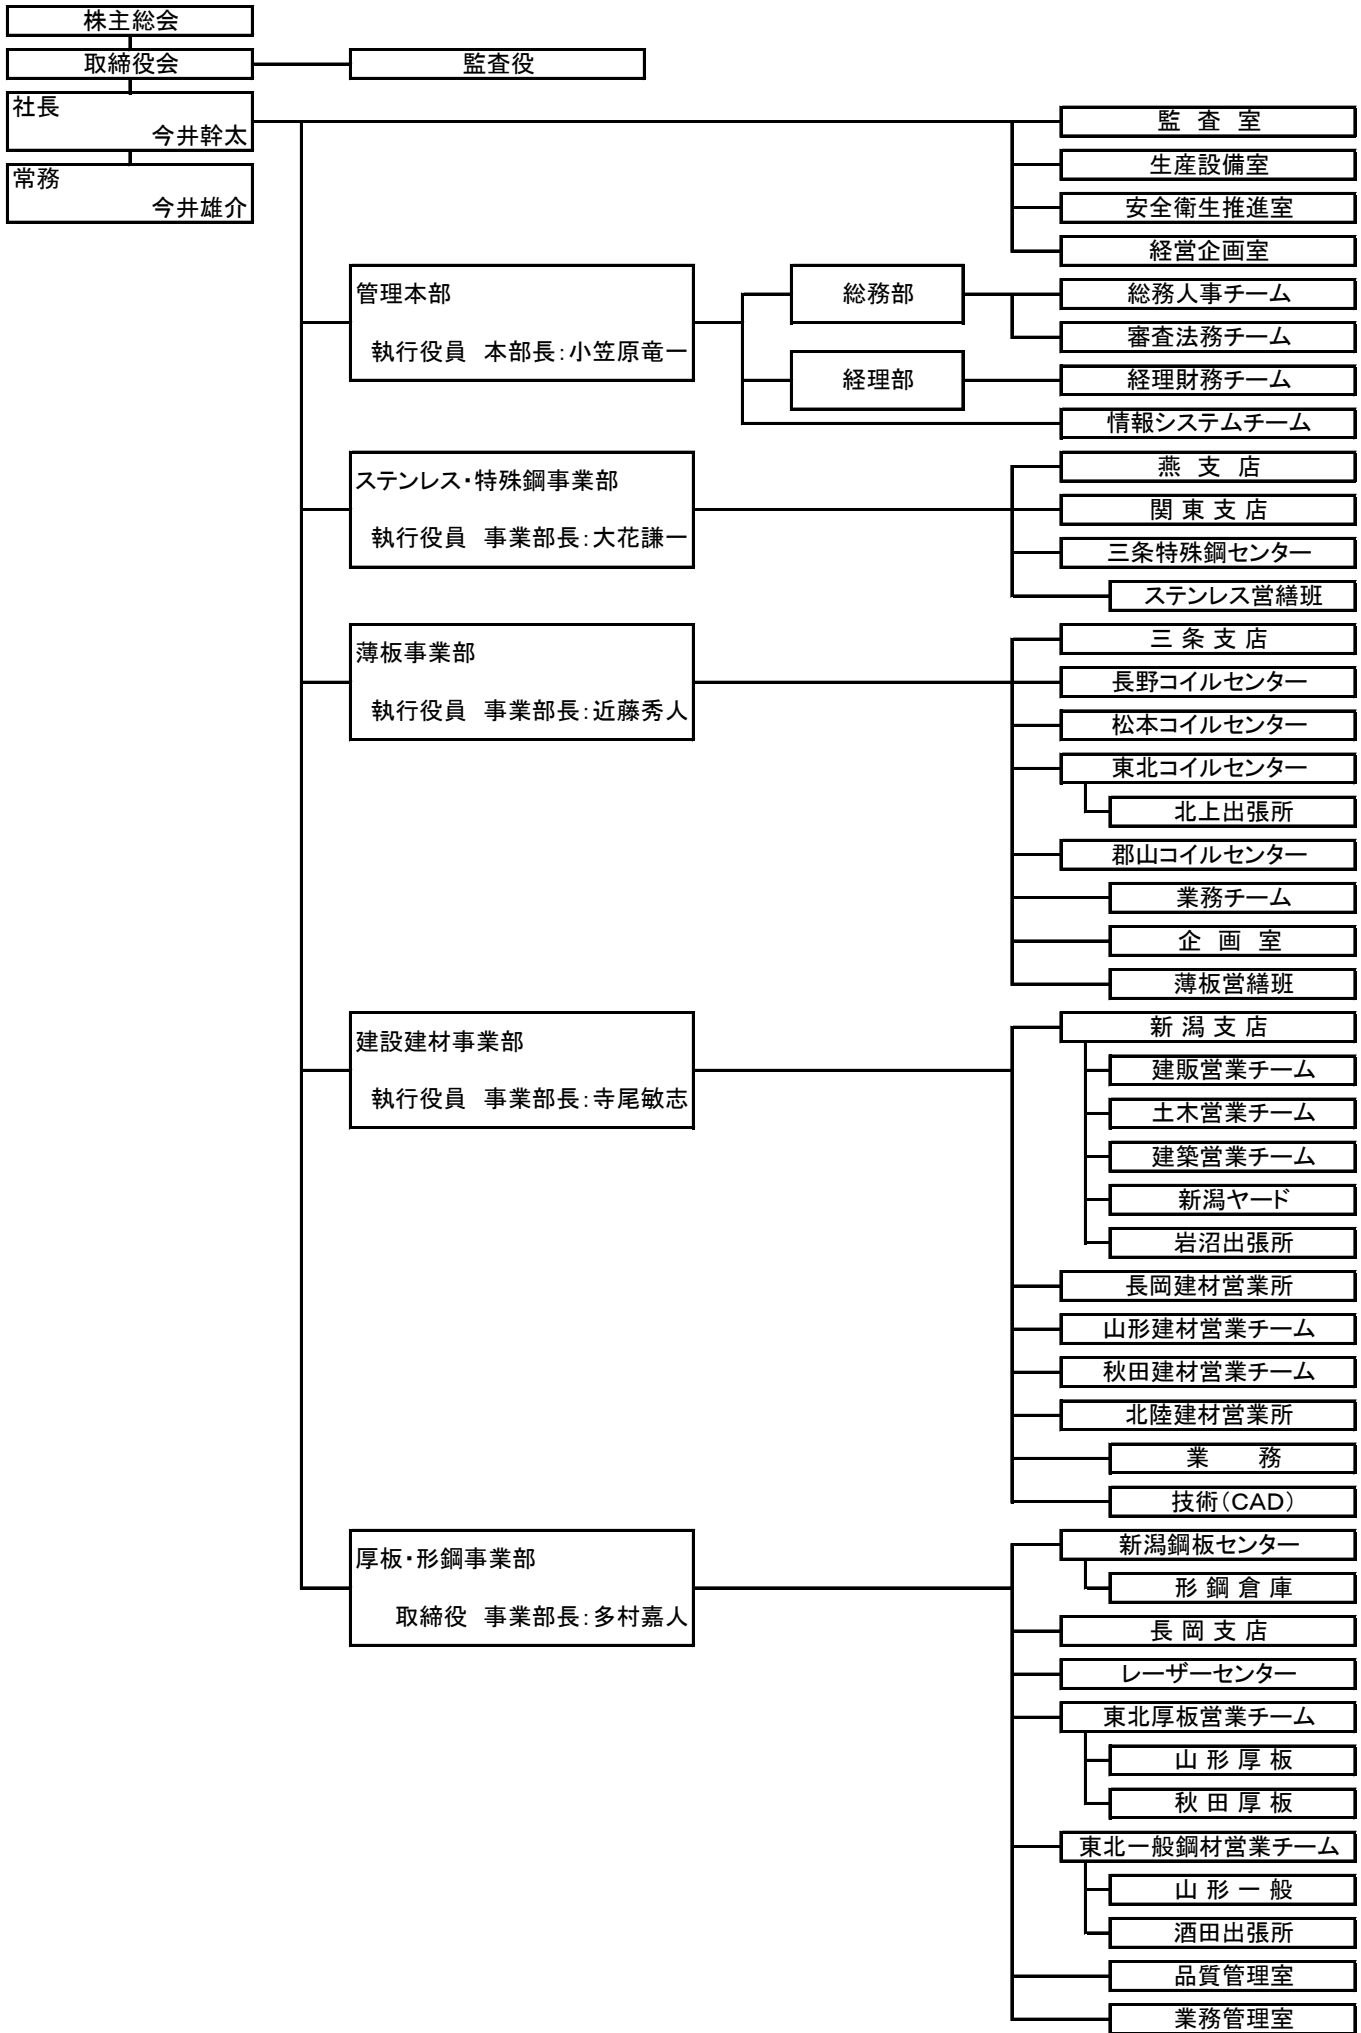 株主総会
取締役会
監査役
社長
今井幹太
常務
今井雄介
監 査 室
生産設備室
安全衛生推進室
経営企画室
管理本部
執行役員 本部長:小笠原竜一
総務部
総務人事チーム
審査法務チーム
経理部
経理財務チーム
情報システムチーム
ステンレス・特殊鋼事業部
執行役員 事業部長:大花謙一
燕 支 店
関 東 支 店
三条特殊鋼センター
ステンレス営繕班
薄板事業部
執行役員 事業部長:近藤秀人
三 条 支 店
長野コイルセンター
松本コイルセンター
東北コイルセンター
北上出張所
郡山コイルセンター
業務チーム
企 画 室
薄板営繕班
建設建材事業部
執行役員 事業部長:寺尾敏志
新 潟 支 店
建販営業チーム
土木営業チーム
建築営業チーム
新潟ヤード
岩沼出張所
長岡建材営業所
山形建材営業チーム
秋田建材営業チーム
北陸建材営業所
業 務
技術(CAD)
厚板・形鋼事業部
取締役 事業部長:多村嘉人
新潟鋼板センター
形 鋼 倉 庫
長 岡 支 店
レーザーセンター
東北厚板営業チーム
山 形 厚 板
秋 田 厚 板
東北一般鋼材営業チーム
山 形 一 般
酒田出張所
品質管理室
業務管理室